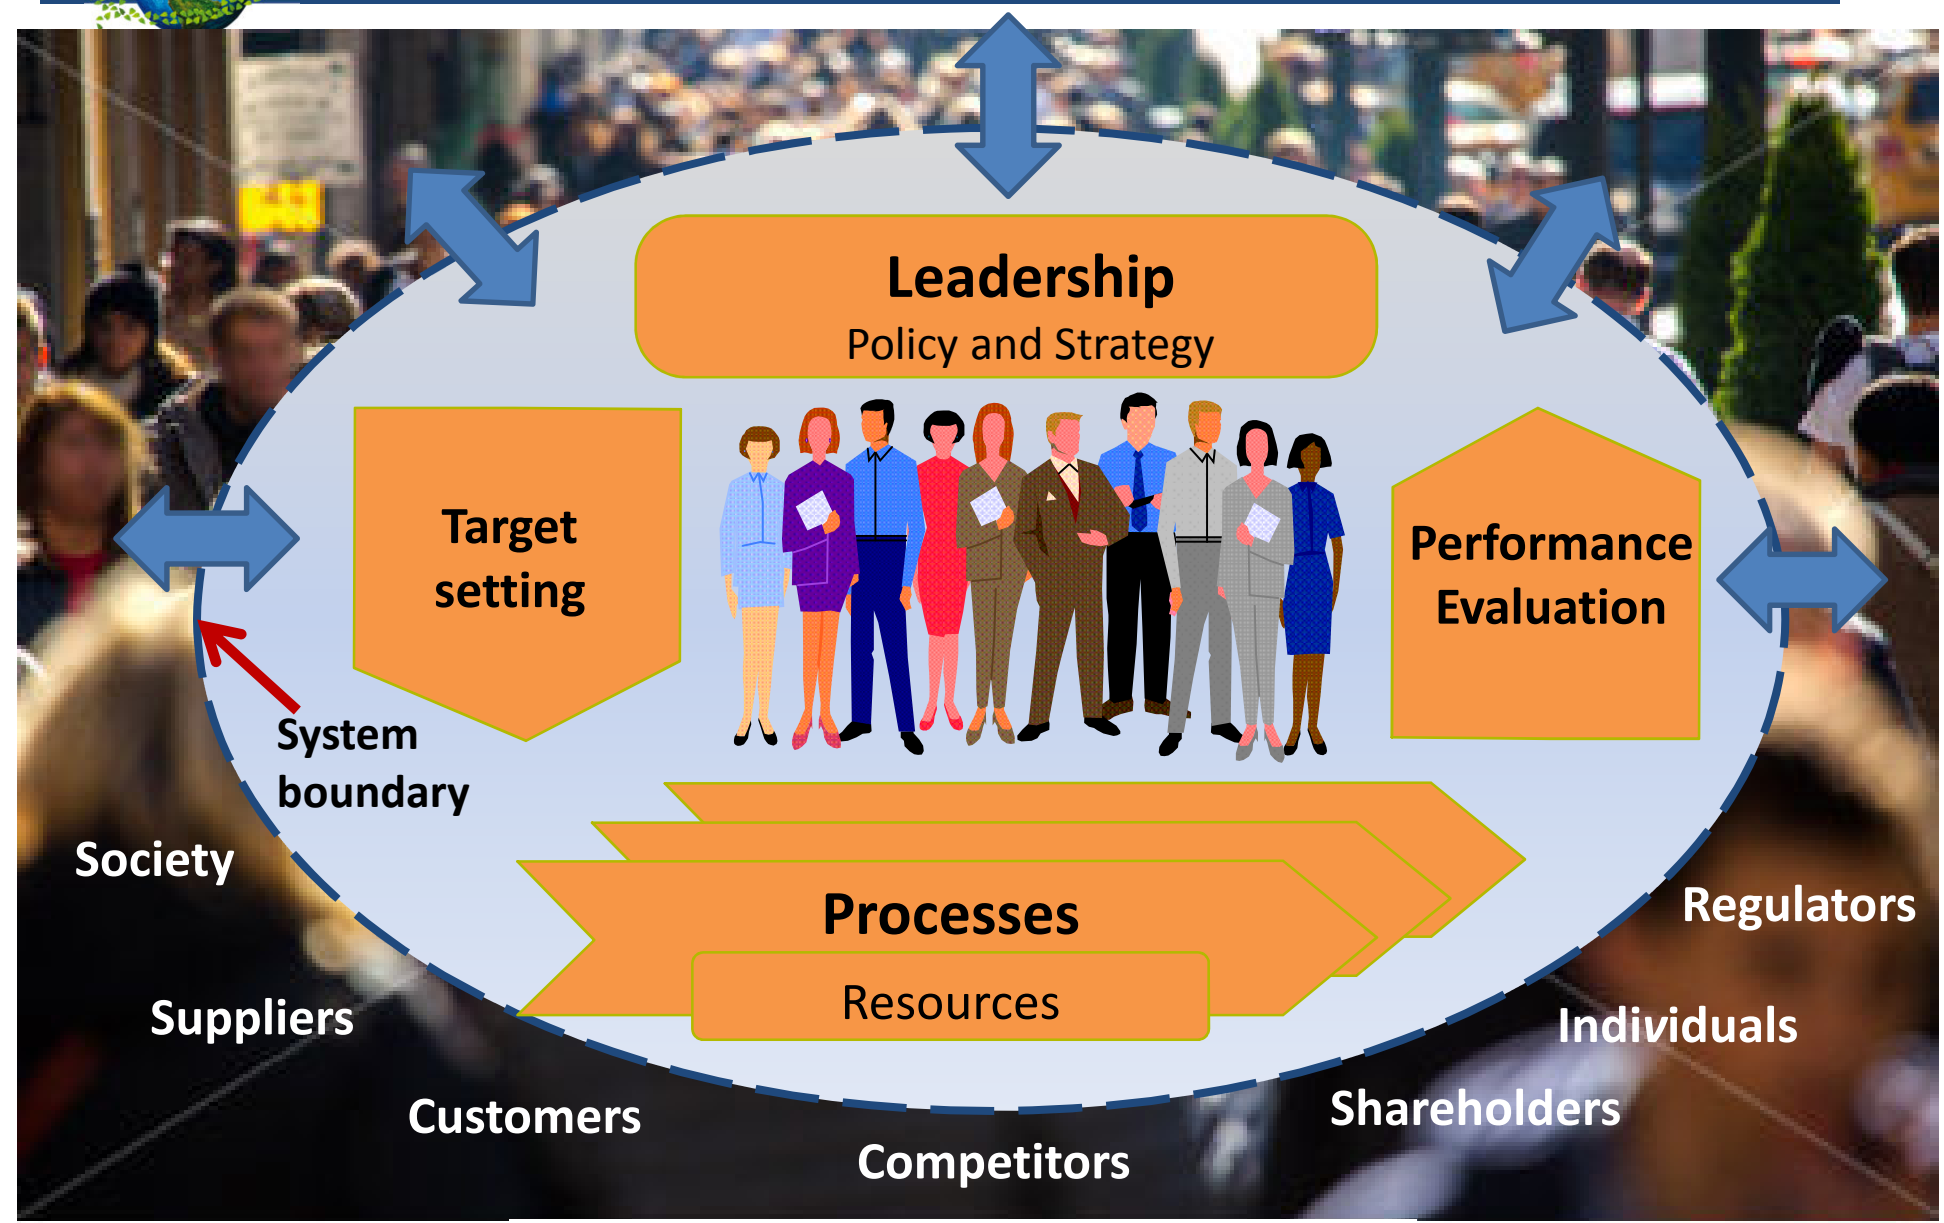 Leadership
Policy and Strategy
Target
setting
Performance
Evaluation
System
boundary
Processes
Resources
Society
Suppliers
Customers
Competitors
Shareholders
Individuals
Regulators